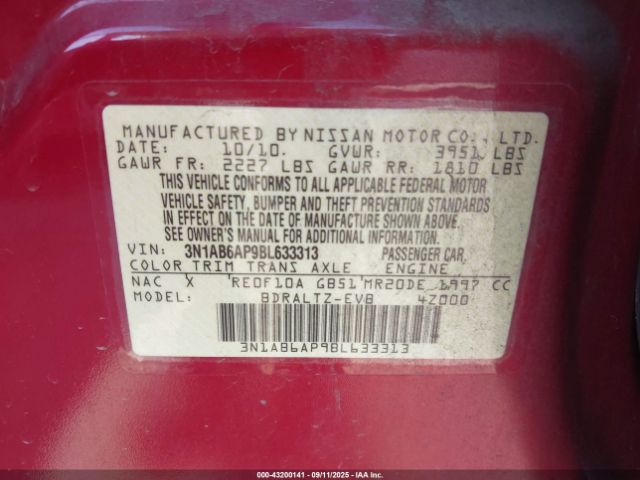 MANUFACTURED BY NISSAN MOTOR CO., LTD.
DATE: 10/10. GVWR: 3951 LBS
GAWR FR: 2227 LBS GAWR RR: 1810 LBS
THIS VEHICLE CONFORMS TO ALL APPLICABLE FEDERAL MOTOR
VEHICLE SAFETY, BUMPER AND THEFT PREVENTION STANDARDS
IN EFFECT ON THE DATE OF MANUFACTURE SHOWN ABOVE.
SEE OWNER'S MANUAL FOR ADDITIONAL INFORMATION.
VIN: 3N1AB6AP9BL633313 PASSENGER CAR
COLOR TRIM TRANS AXLE ENGINE
NAC X RE0F10A GB51 MR20DE 1997 CC
MODEL: BDRALTZ-EVB 4Z000
3N1AB6AP9BL633313
000-43200141 - 09/11/2025 - IAA, Inc.